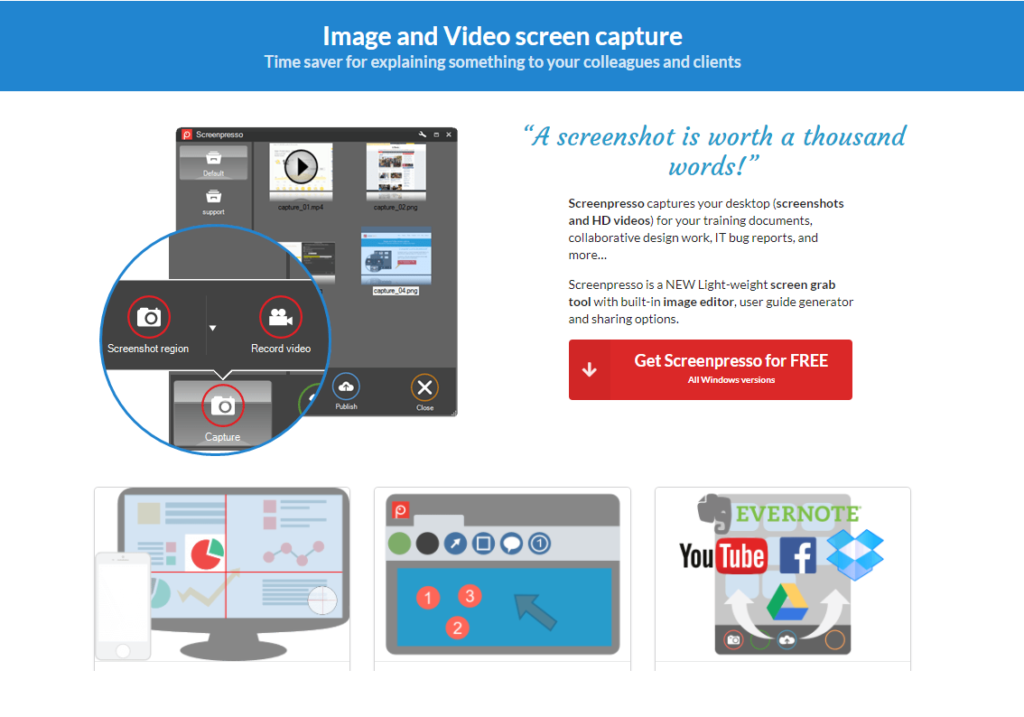 Image and Video screen capture
Time saver for explaining something to your colleagues and clients
Screenpresso
Default
support
capture_01.mp4
capture_02.png
capture_04.png
Screenshot region
Record video
Capture
Publish
Close
“A screenshot is worth a thousand
words!”
Screenpresso captures your desktop (screenshots
and HD videos) for your training documents,
collaborative design work, IT bug reports, and
more...
Screenpresso is a NEW Light-weight screen grab
tool with built-in image editor, user guide generator
and sharing options.
Get Screenpresso for FREE
All Windows versions
1
1
3
2
EVERNOTE
YouTube